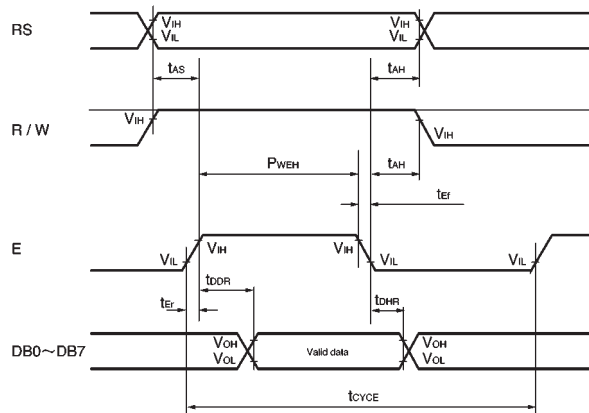 RS
VIH
VIL
VIH
VIL
tAS
tAH
R / W
VIH
VIH
PWEH
tAH
tEf
E
VIL
VIH
VIH
VIL
VIL
tDDR
tDHR
tEr
DB0～DB7
VOH
VOL
Valid data
VOH
VOL
tCYCE